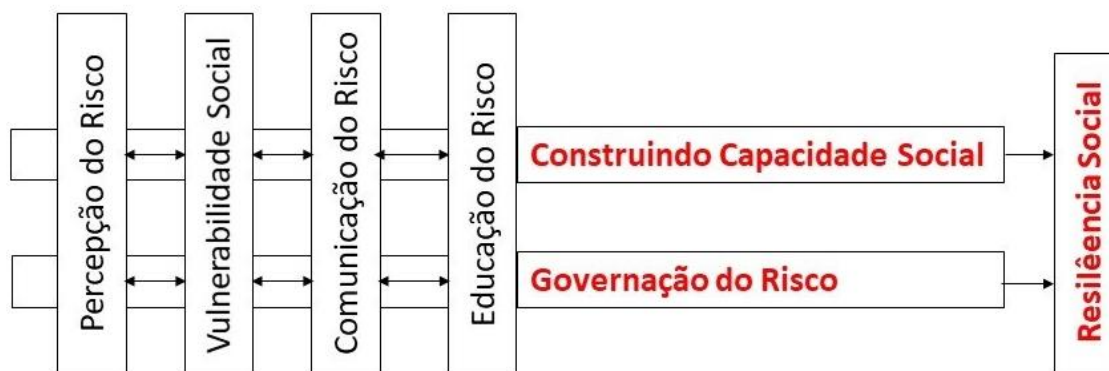 Percepção do Risco
Vulnerabilidade Social
Comunicação do Risco
Educação do Risco
Construindo Capacidade Social
Governação do Risco
Resilêencia Social